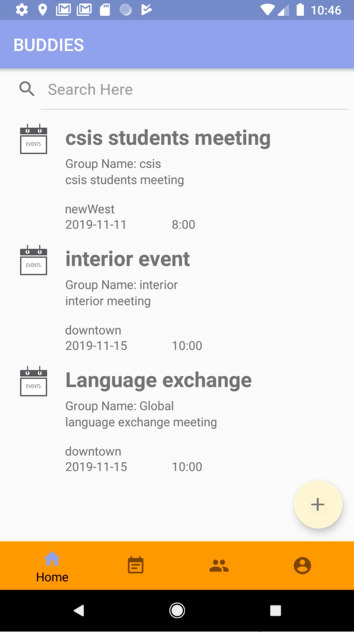 10:46
BUDDIES
Search Here
EVENTS
csis students meeting
Group Name: csis
csis students meeting
newWest
2019-11-11 8:00
EVENTS
interior event
Group Name: interior
interior meeting
downtown
2019-11-15 10:00
EVENTS
Language exchange
Group Name: Global
language exchange meeting
downtown
2019-11-15 10:00
+
Home